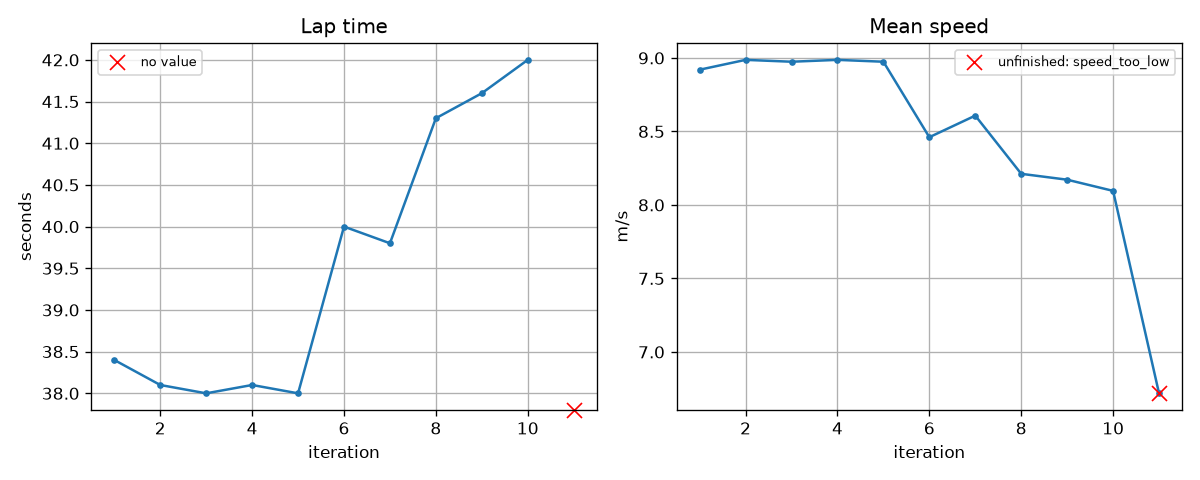 Lap time
no value
42.0
41.5
41.0
40.5
40.0
39.5
39.0
38.5
38.0
seconds
2 4 6 8 10
iteration
Mean speed
unfinished: speed_too_low
9.0
8.5
8.0
7.5
7.0
m/s
2 4 6 8 10
iteration